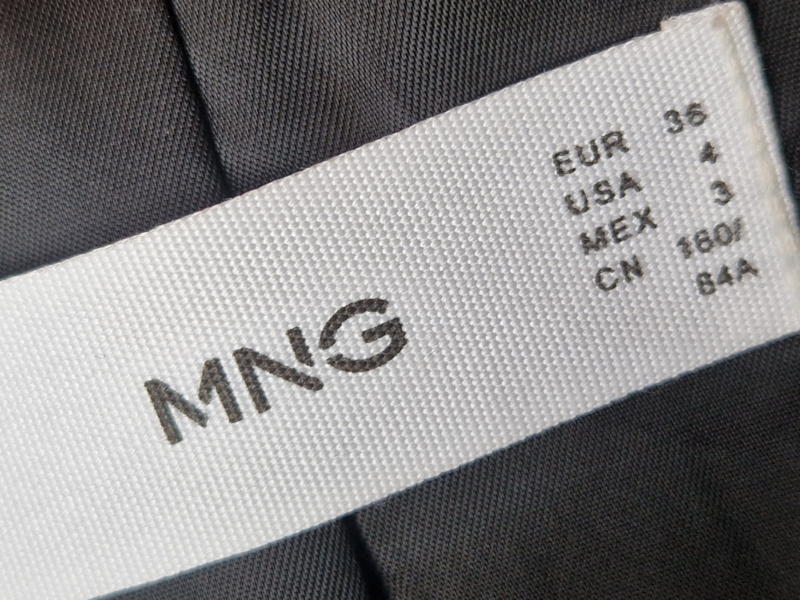 MNG
EUR 36
USA 4
MEX 3
CN 160/
84A